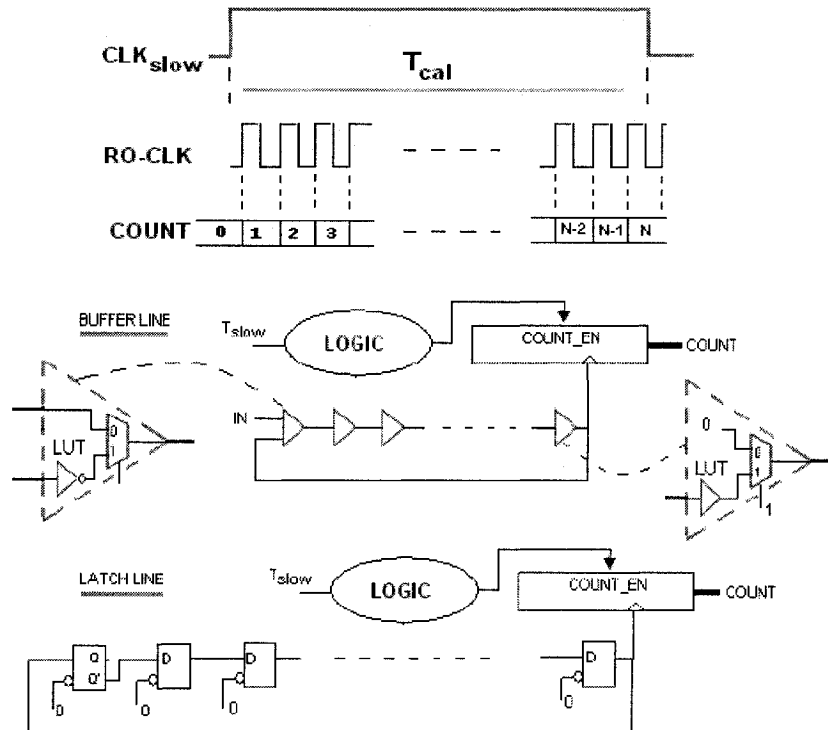 CLKslow
Tcal
RO-CLK
COUNT 0 1 2 3 N-2 N-1 N
BUFFER LINE
Tslow LOGIC COUNT_EN COUNT
IN
0 1 LUT
0 0 1 LUT 1
LATCH LINE
Tslow LOGIC COUNT_EN COUNT
Q Q' D D D
0 0 0 0